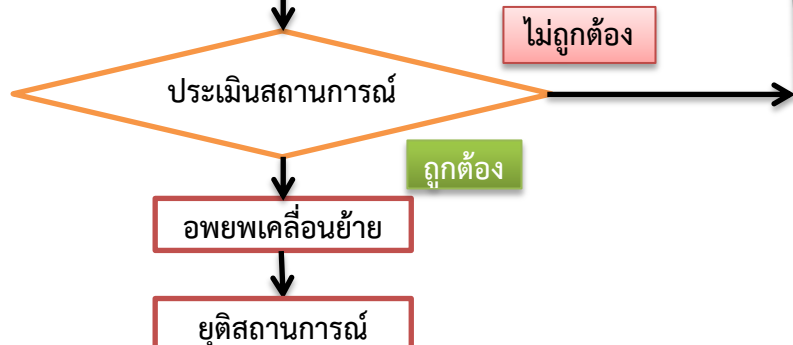 ไม่ถูกต้อง
ประเมินสถานการณ์
ถูกต้อง
อพยพเคลื่อนย้าย
ยุติสถานการณ์